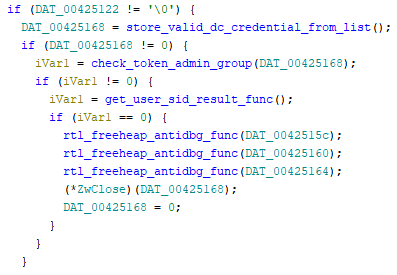 if (DAT_00425122 != '\0') {
DAT_00425168 = store_valid_dc_credential_from_list();
if (DAT_00425168 != 0) {
iVar1 = check_token_admin_group(DAT_00425168);
if (iVar1 != 0) {
iVar1 = get_user_sid_result_func();
if (iVar1 == 0) {
rtl_freeheap_antidbg_func(DAT_0042515c);
rtl_freeheap_antidbg_func(DAT_00425160);
rtl_freeheap_antidbg_func(DAT_00425164);
(*ZwClose)(DAT_00425168);
DAT_00425168 = 0;
}
}
}